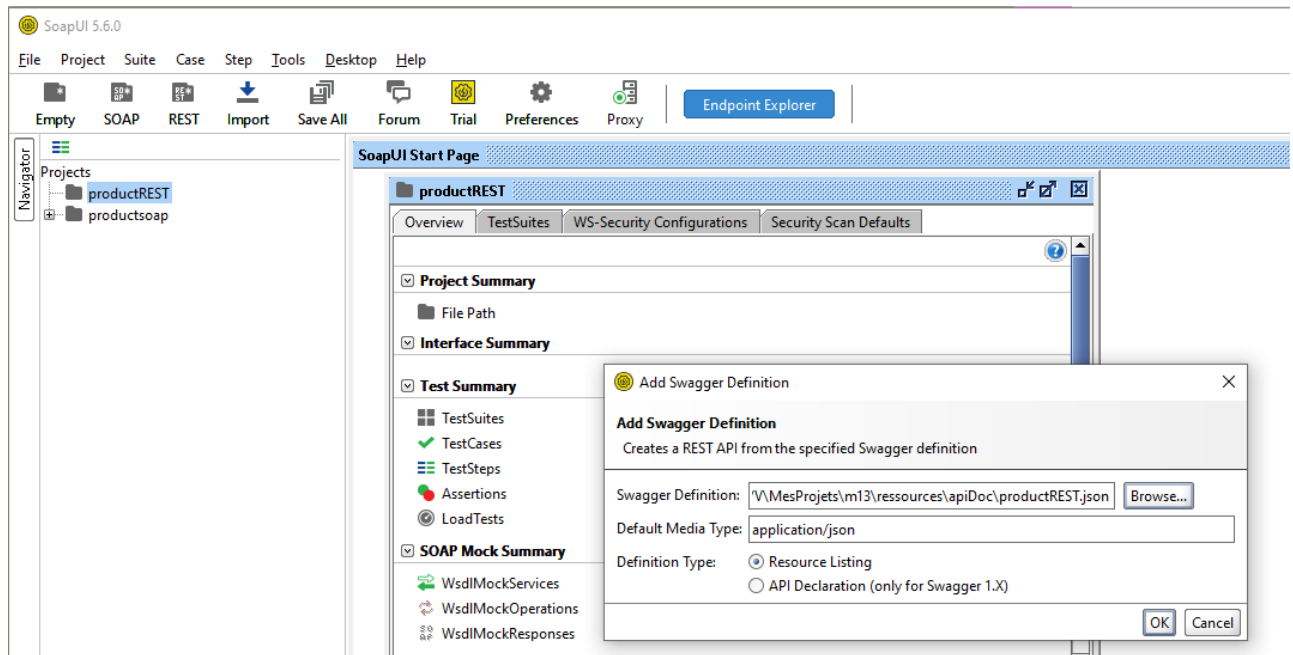 SoapUI 5.6.0
File Project Suite Case Step Tools Desktop Help
Empty SOAP REST Import Save All Forum Trial Preferences Proxy Endpoint Explorer
Navigator
Projects
productREST
productsoap
SoapUI Start Page
productREST
Overview TestSuites WS-Security Configurations Security Scan Defaults
Project Summary
File Path
Interface Summary
Test Summary
TestSuites
TestCases
TestSteps
Assertions
LoadTests
SOAP Mock Summary
WsdlMockServices
WsdlMockOperations
WsdlMockResponses
Add Swagger Definition
Add Swagger Definition
Creates a REST API from the specified Swagger definition
Swagger Definition: \MesProjets\m13\ressources\apiDoc\productREST.json Browse...
Default Media Type: application/json
Definition Type: Resource Listing
API Declaration (only for Swagger 1.X)
OK Cancel